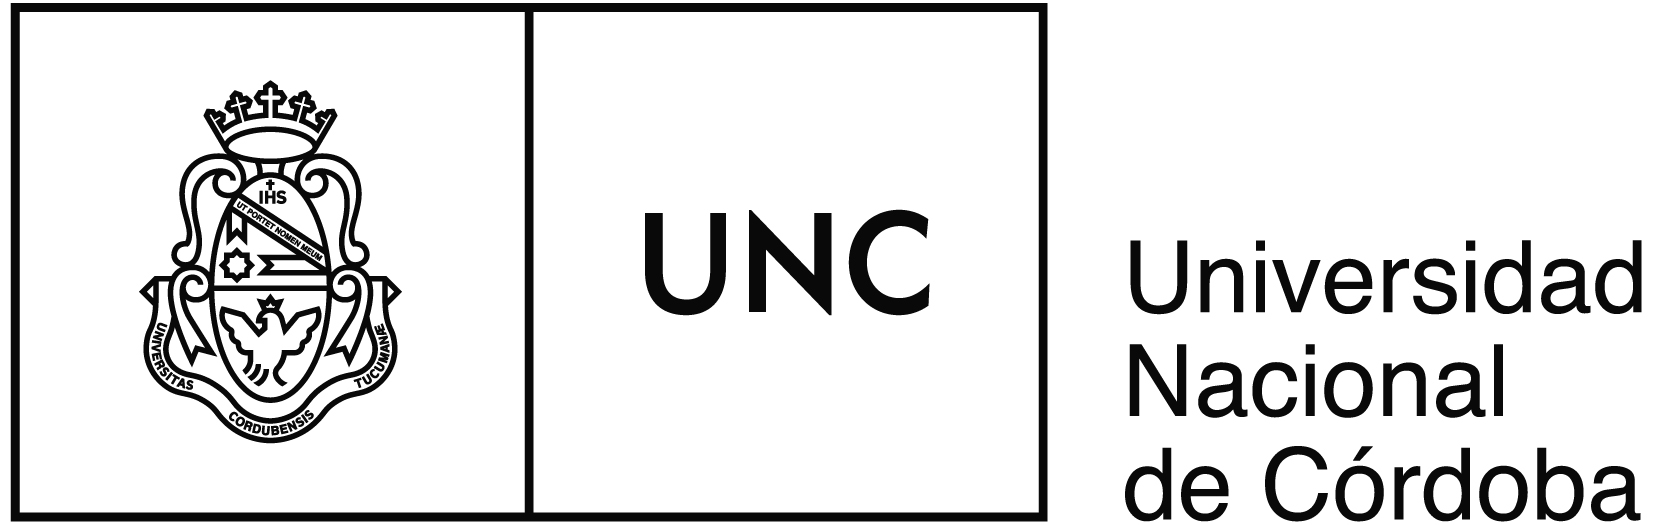 IHS
UT PORTET NOMEN MEUM
UNIVERSITAS
CORDUBENSIS
TUCUMANÆ
UNC
Universidad
Nacional
de Córdoba